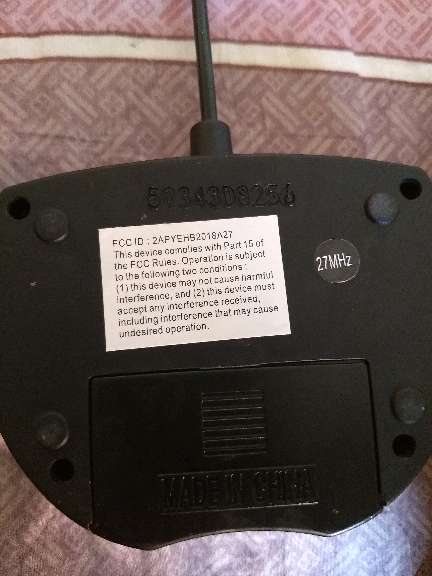 5934308256
FCC ID : 2APYEHB2018A27
This device complies with Part 15 of
the FCC Rules. Operation is subject
to the following two conditions :
(1) this device may not cause harmful
interference, and (2) this device must
accept any interference received,
including interference that may cause
undesired operation.
27MHz
MADE IN CHINA